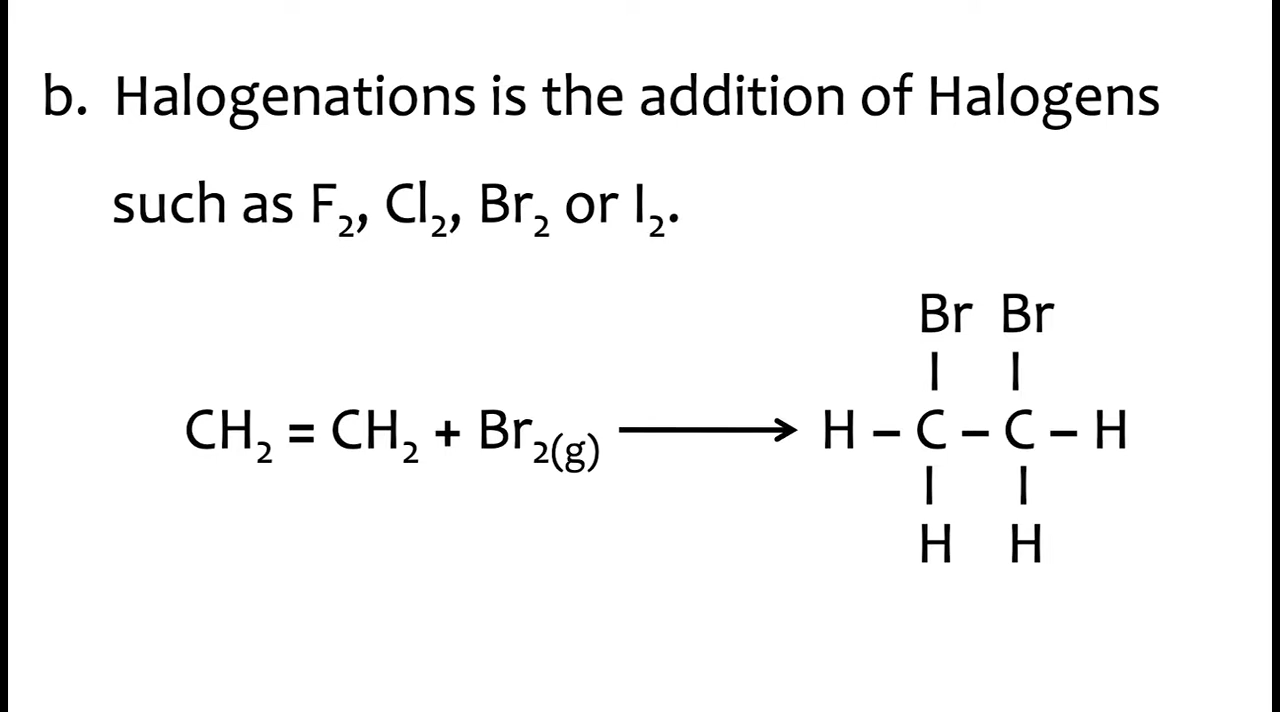 b. Halogenations is the addition of Halogens
such as F₂, Cl₂, Br₂ or I₂.
Br Br
| |
CH₂ = CH₂ + Br₂(g) ⟶ H – C – C – H
| |
H H